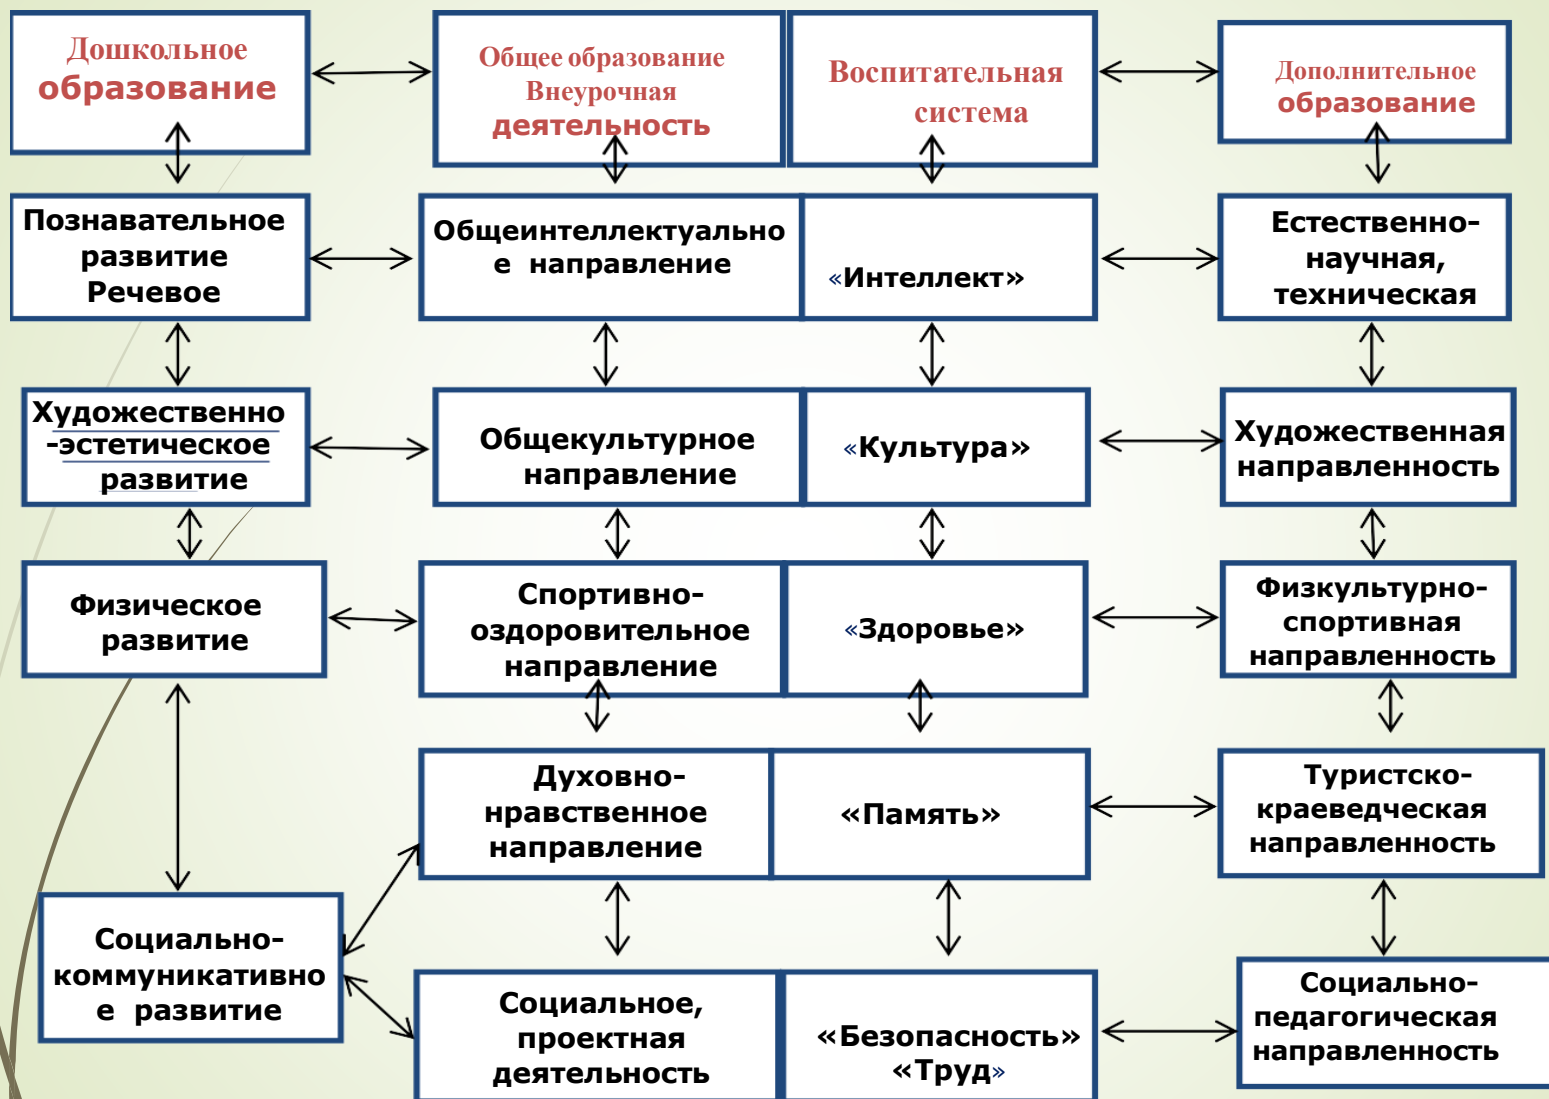 Дошкольное
образование
Общее образование
Внеурочная
деятельность
Воспитательная
система
Дополнительное
образование
Познавательное
развитие
Речевое
Общеинтеллектуально
е направление
«Интеллект»
Естественно-
научная,
техническая
Художественно
-эстетическое
развитие
Общекультурное
направление
«Культура»
Художественная
направленность
Физическое
развитие
Спортивно-
оздоровительное
направление
«Здоровье»
Физкультурно-
спортивная
направленность
Духовно-
нравственное
направление
«Память»
Туристско-
краеведческая
направленность
Социально-
коммуникативно
е развитие
Социальное,
проектная
деятельность
«Безопасность»
«Труд»
Социально-
педагогическая
направленность